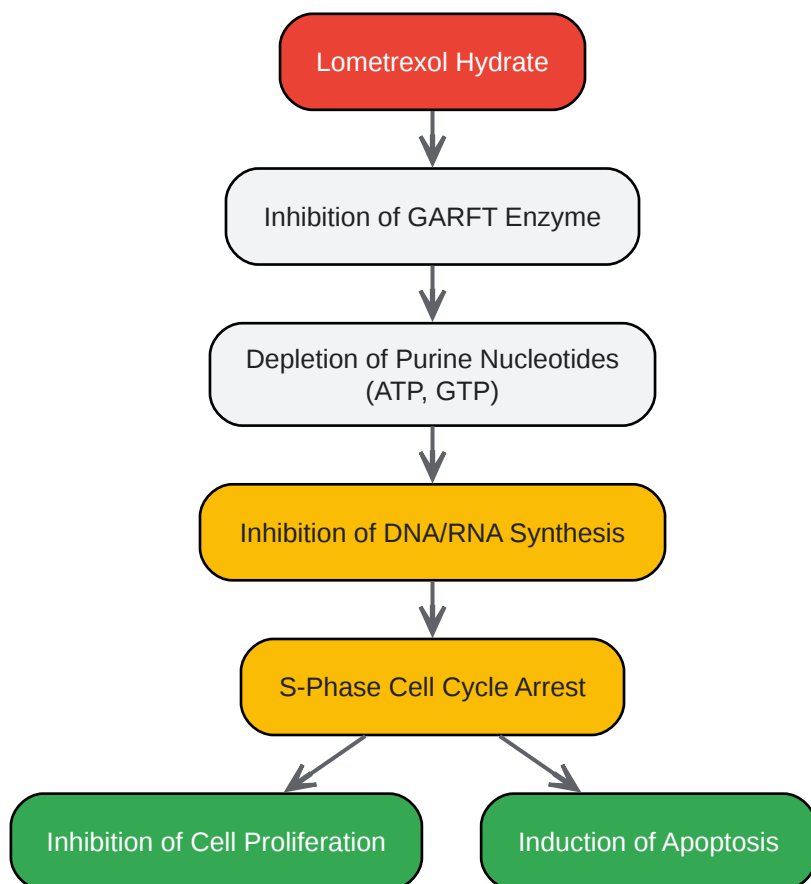 Lometrexol Hydrate
Inhibition of GARFT Enzyme
Depletion of Purine Nucleotides
(ATP, GTP)
Inhibition of DNA/RNA Synthesis
S-Phase Cell Cycle Arrest
Inhibition of Cell Proliferation
Induction of Apoptosis